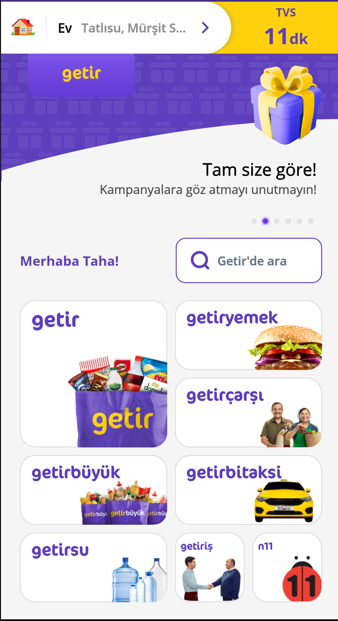 TVS
Ev Tatlısu, Mürşit S...
11dk
getir
Tam size göre!
Kampanyalara göz atmayı unutmayın!
Merhaba Taha!
Getir'de ara
getir
getiryemek
getir
getirçarşı
getirbüyük
getirbitaksi
getirbüyük
getirsu
getiriş
n11
11